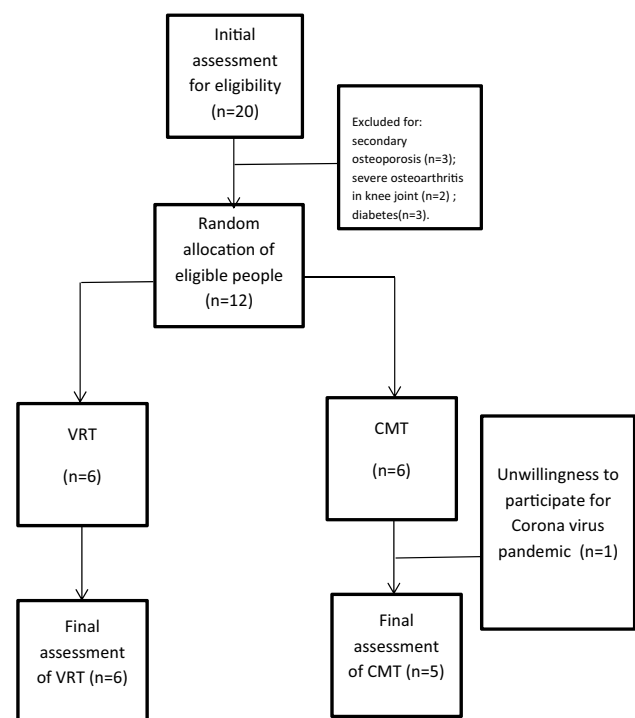 Initial
assessment
for eligibility
(n=20)
Excluded for:
secondary
osteoporosis (n=3);
severe osteoarthritis
in knee joint (n=2) ;
diabetes(n=3).
Random
allocation of
eligible people
(n=12)
VRT
(n=6)
CMT
(n=6)
Unwillingness to
participate for
Corona virus
pandemic (n=1)
Final
assessment
of VRT (n=6)
Final
assessment
of CMT (n=5)